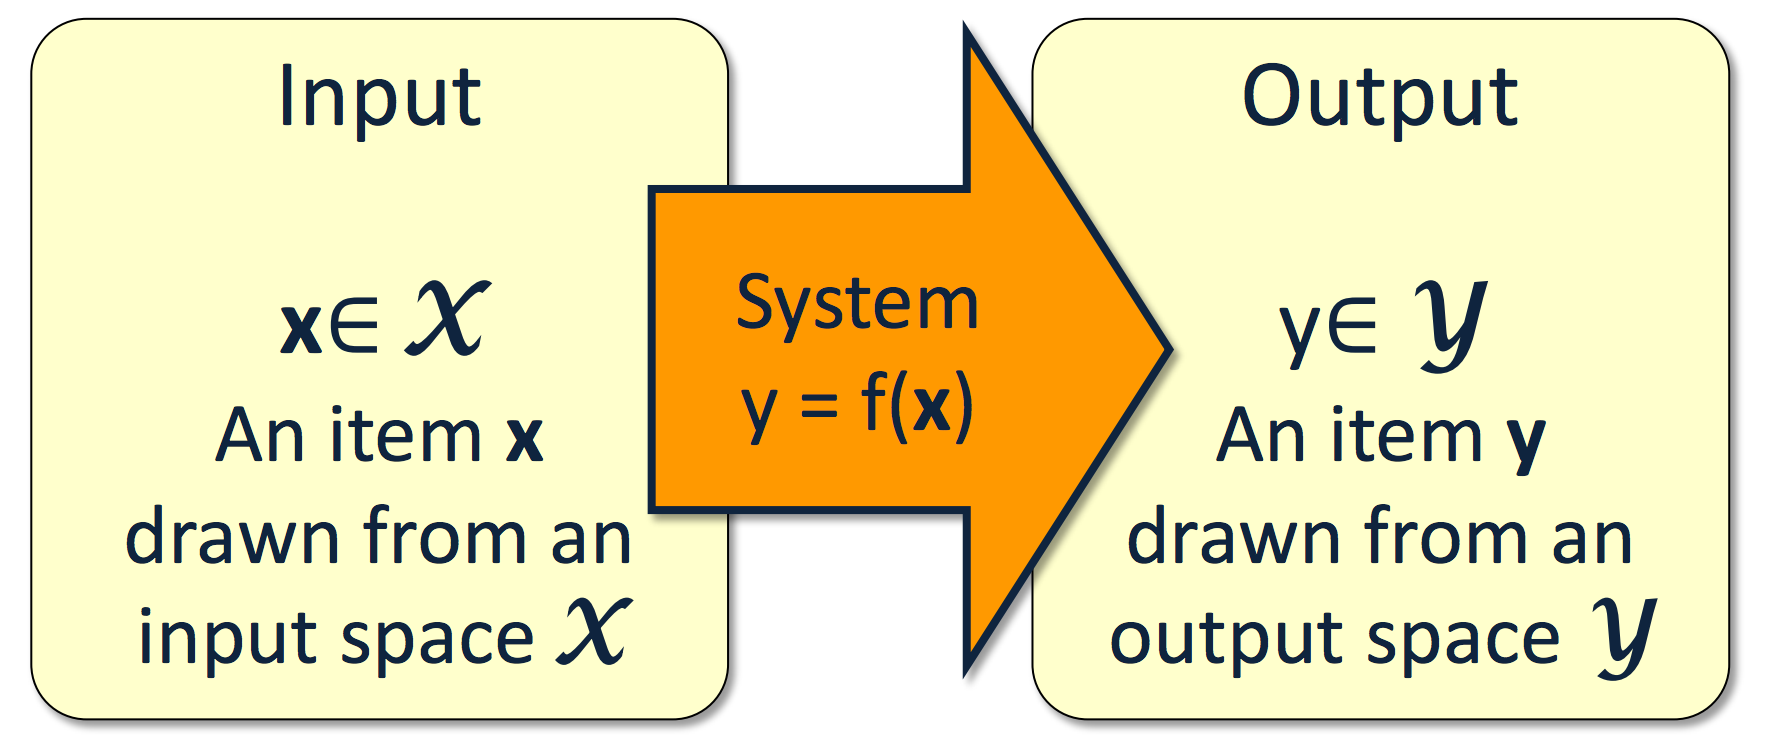 Input
x∈ 𝒳
An item x
drawn from an
input space 𝒳
System
y = f(x)
Output
y∈ 𝒴
An item y
drawn from an
output space 𝒴